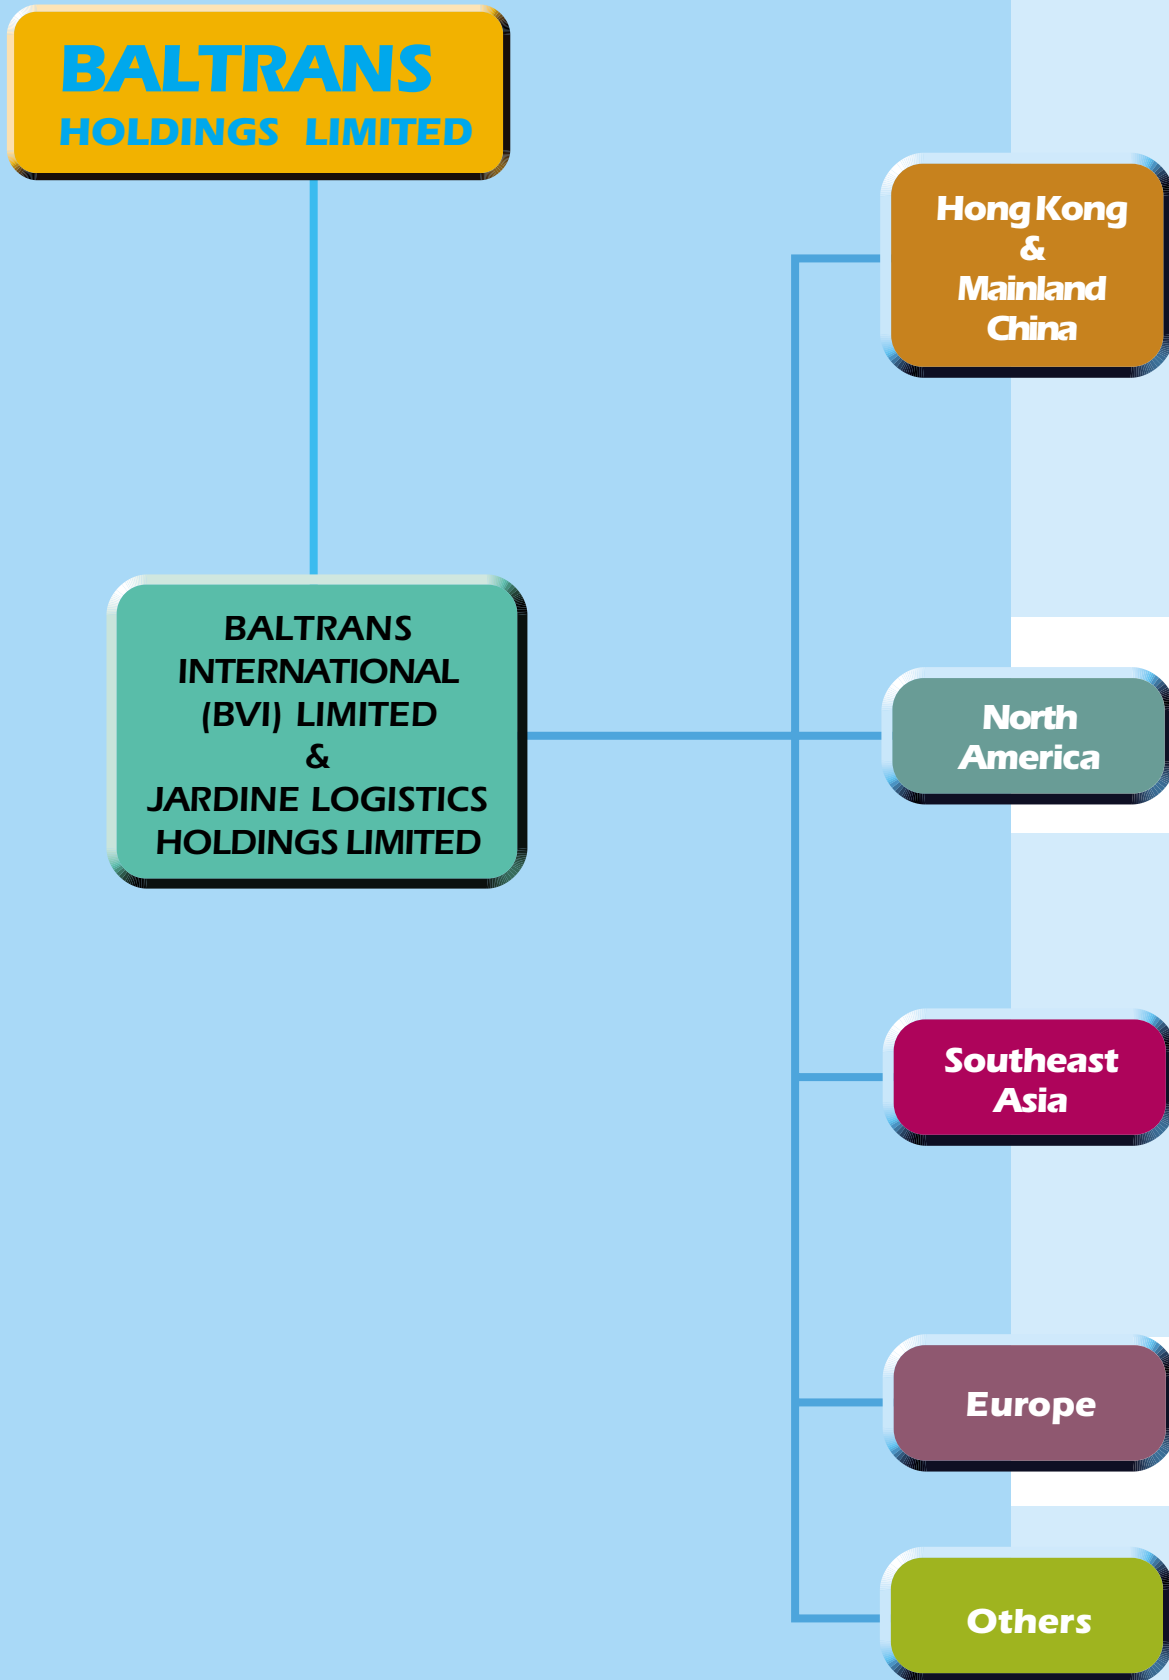 BALTRANS
HOLDINGS LIMITED
Hong Kong
&
Mainland
China
BALTRANS
INTERNATIONAL
(BVI) LIMITED
&
JARDINE LOGISTICS
HOLDINGS LIMITED
North
America
Southeast
Asia
Europe
Others